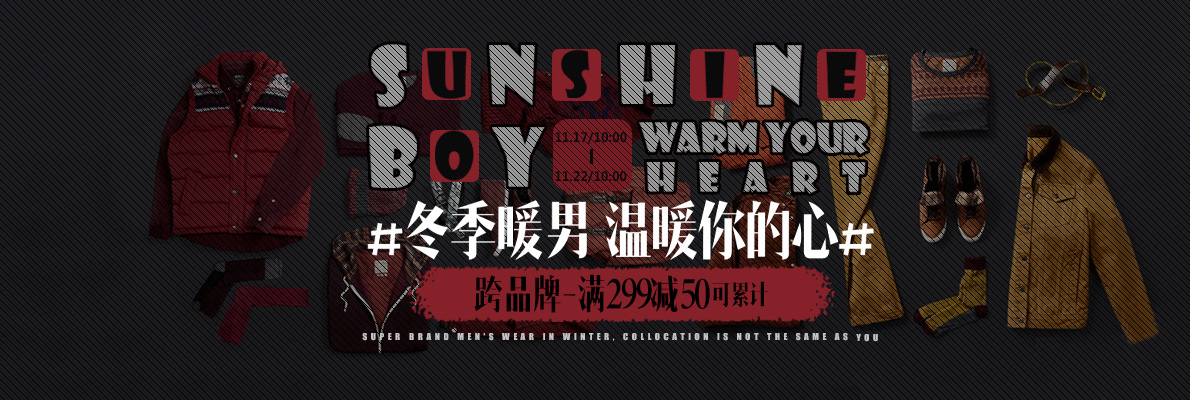 SUNSHINE
BOY
11.17/10:00
11.22/10:00
WARM YOUR
HEART
#冬季暖男 温暖你的心#
跨品牌-满299减50可累计
SUPER BRAND MEN'S WEAR IN WINTER, COLLOCATION IS NOT THE SAME AS YOU